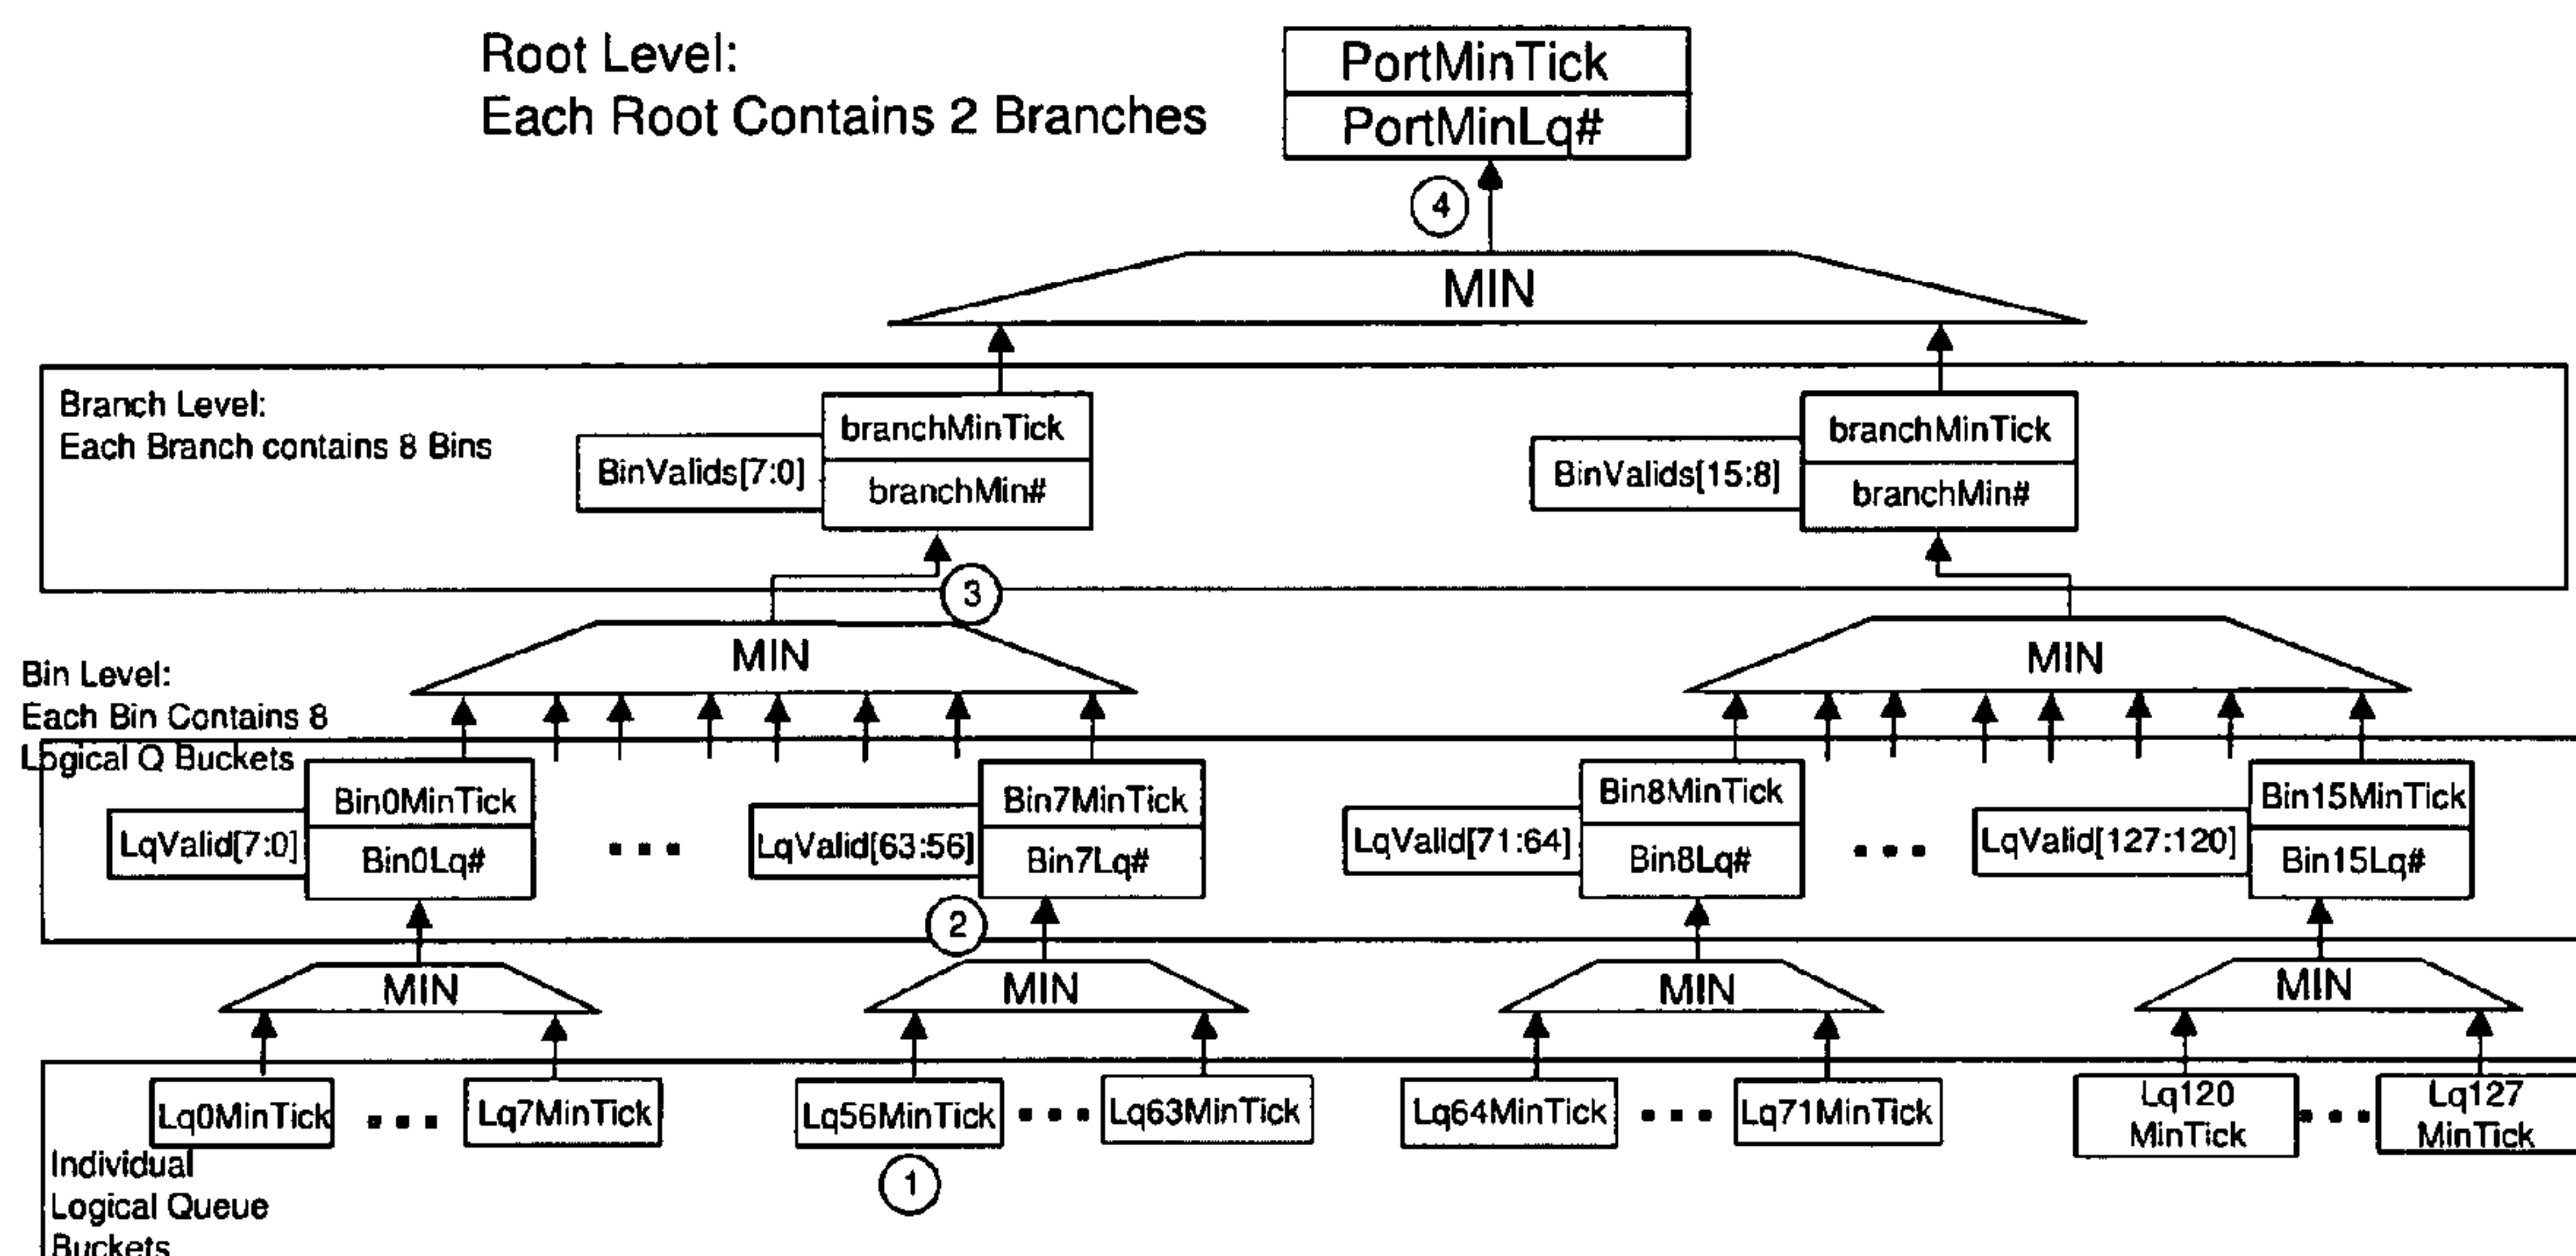 Root Level:
Each Root Contains 2 Branches
PortMinTick
PortMinLq#
4
MIN
Branch Level:
Each Branch contains 8 Bins
BinValids[7:0]
branchMinTick
branchMin#
BinValids[15:8]
branchMinTick
branchMin#
3
MIN
MIN
Bin Level:
Each Bin Contains 8
Logical Q Buckets
LqValid[7:0]
Bin0MinTick
Bin0Lq#
...
LqValid[63:56]
Bin7MinTick
Bin7Lq#
LqValid[71:64]
Bin8MinTick
Bin8Lq#
...
LqValid[127:120]
Bin15MinTick
Bin15Lq#
2
MIN
MIN
MIN
MIN
Lq0MinTick
...
Lq7MinTick
Lq56MinTick
...
Lq63MinTick
Lq64MinTick
...
Lq71MinTick
Lq120
MinTick
...
Lq127
MinTick
1
Individual
Logical Queue
Buckets